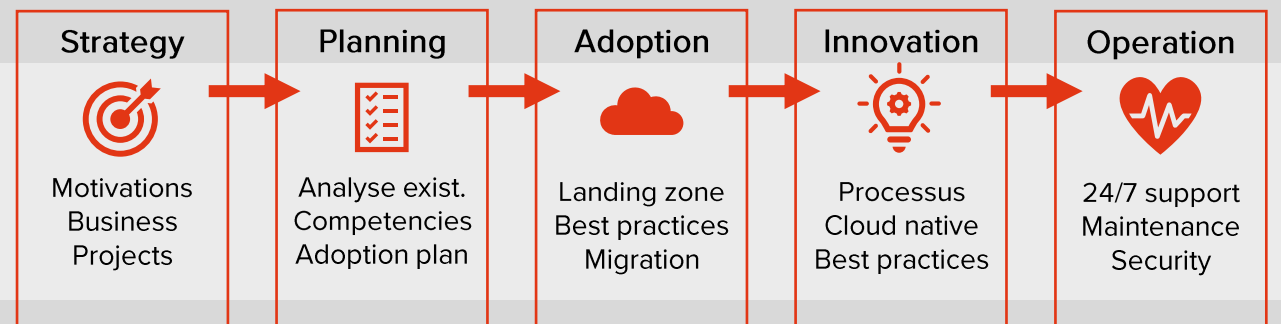 Strategy
Motivations
Business
Projects
Planning
Analyse exist.
Competencies
Adoption plan
Adoption
Landing zone
Best practices
Migration
Innovation
Processus
Cloud native
Best practices
Operation
24/7 support
Maintenance
Security